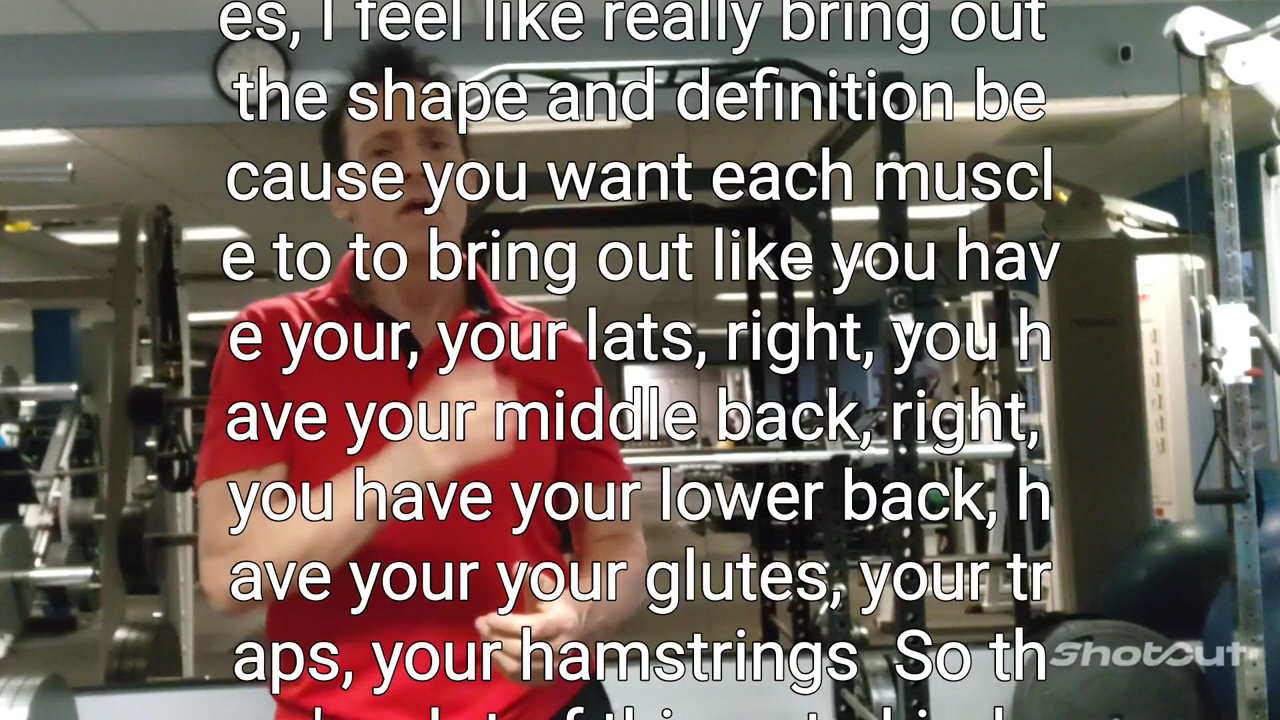 es, I feel like really bring out
the shape and definition be
cause you want each muscl
e to to bring out like you hav
e your, your lats, right, you h
ave your middle back, right,
you have your lower back, h
ave your your glutes, your tr
aps, your hamstrings  So th
ShotCut